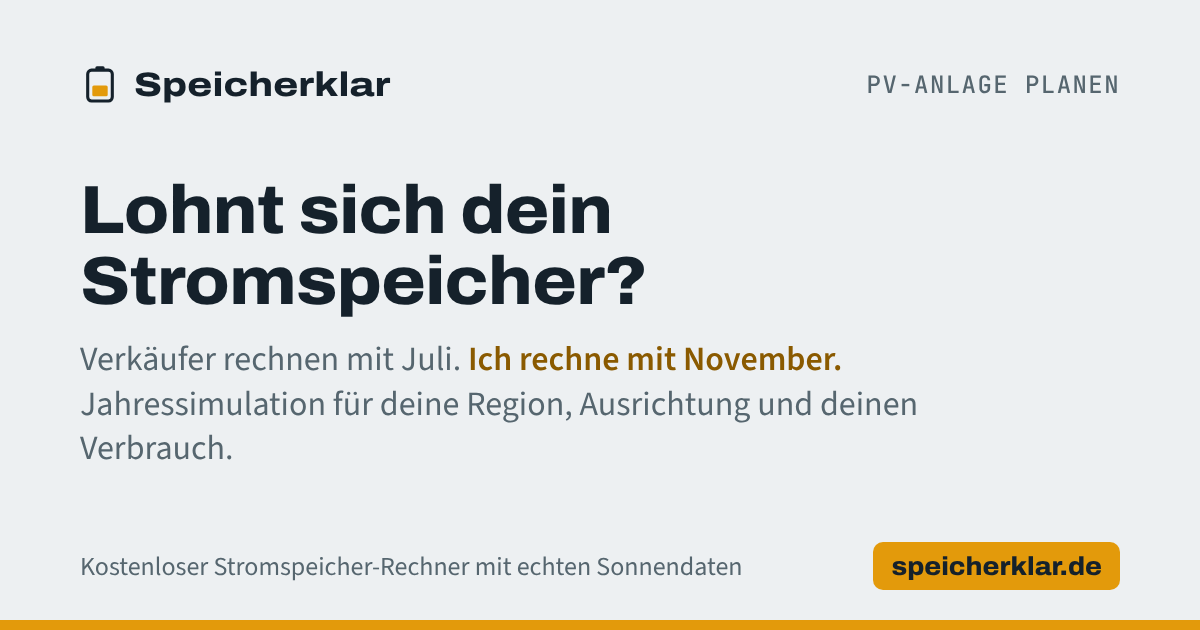 Speicherklar
PV-ANLAGE PLANEN
Lohnt sich dein
Stromspeicher?
Verkäufer rechnen mit Juli. Ich rechne mit November.
Jahressimulation für deine Region, Ausrichtung und deinen
Verbrauch.
Kostenloser Stromspeicher-Rechner mit echten Sonnendaten
speicherklar.de